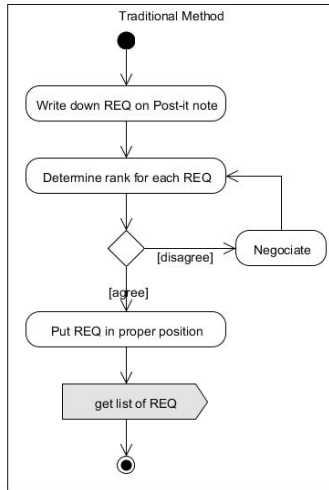 Traditional Method
Write down REQ on Post-it note
Determine rank for each REQ
[disagree]
Negociate
[agree]
Put REQ in proper position
get list of REQ